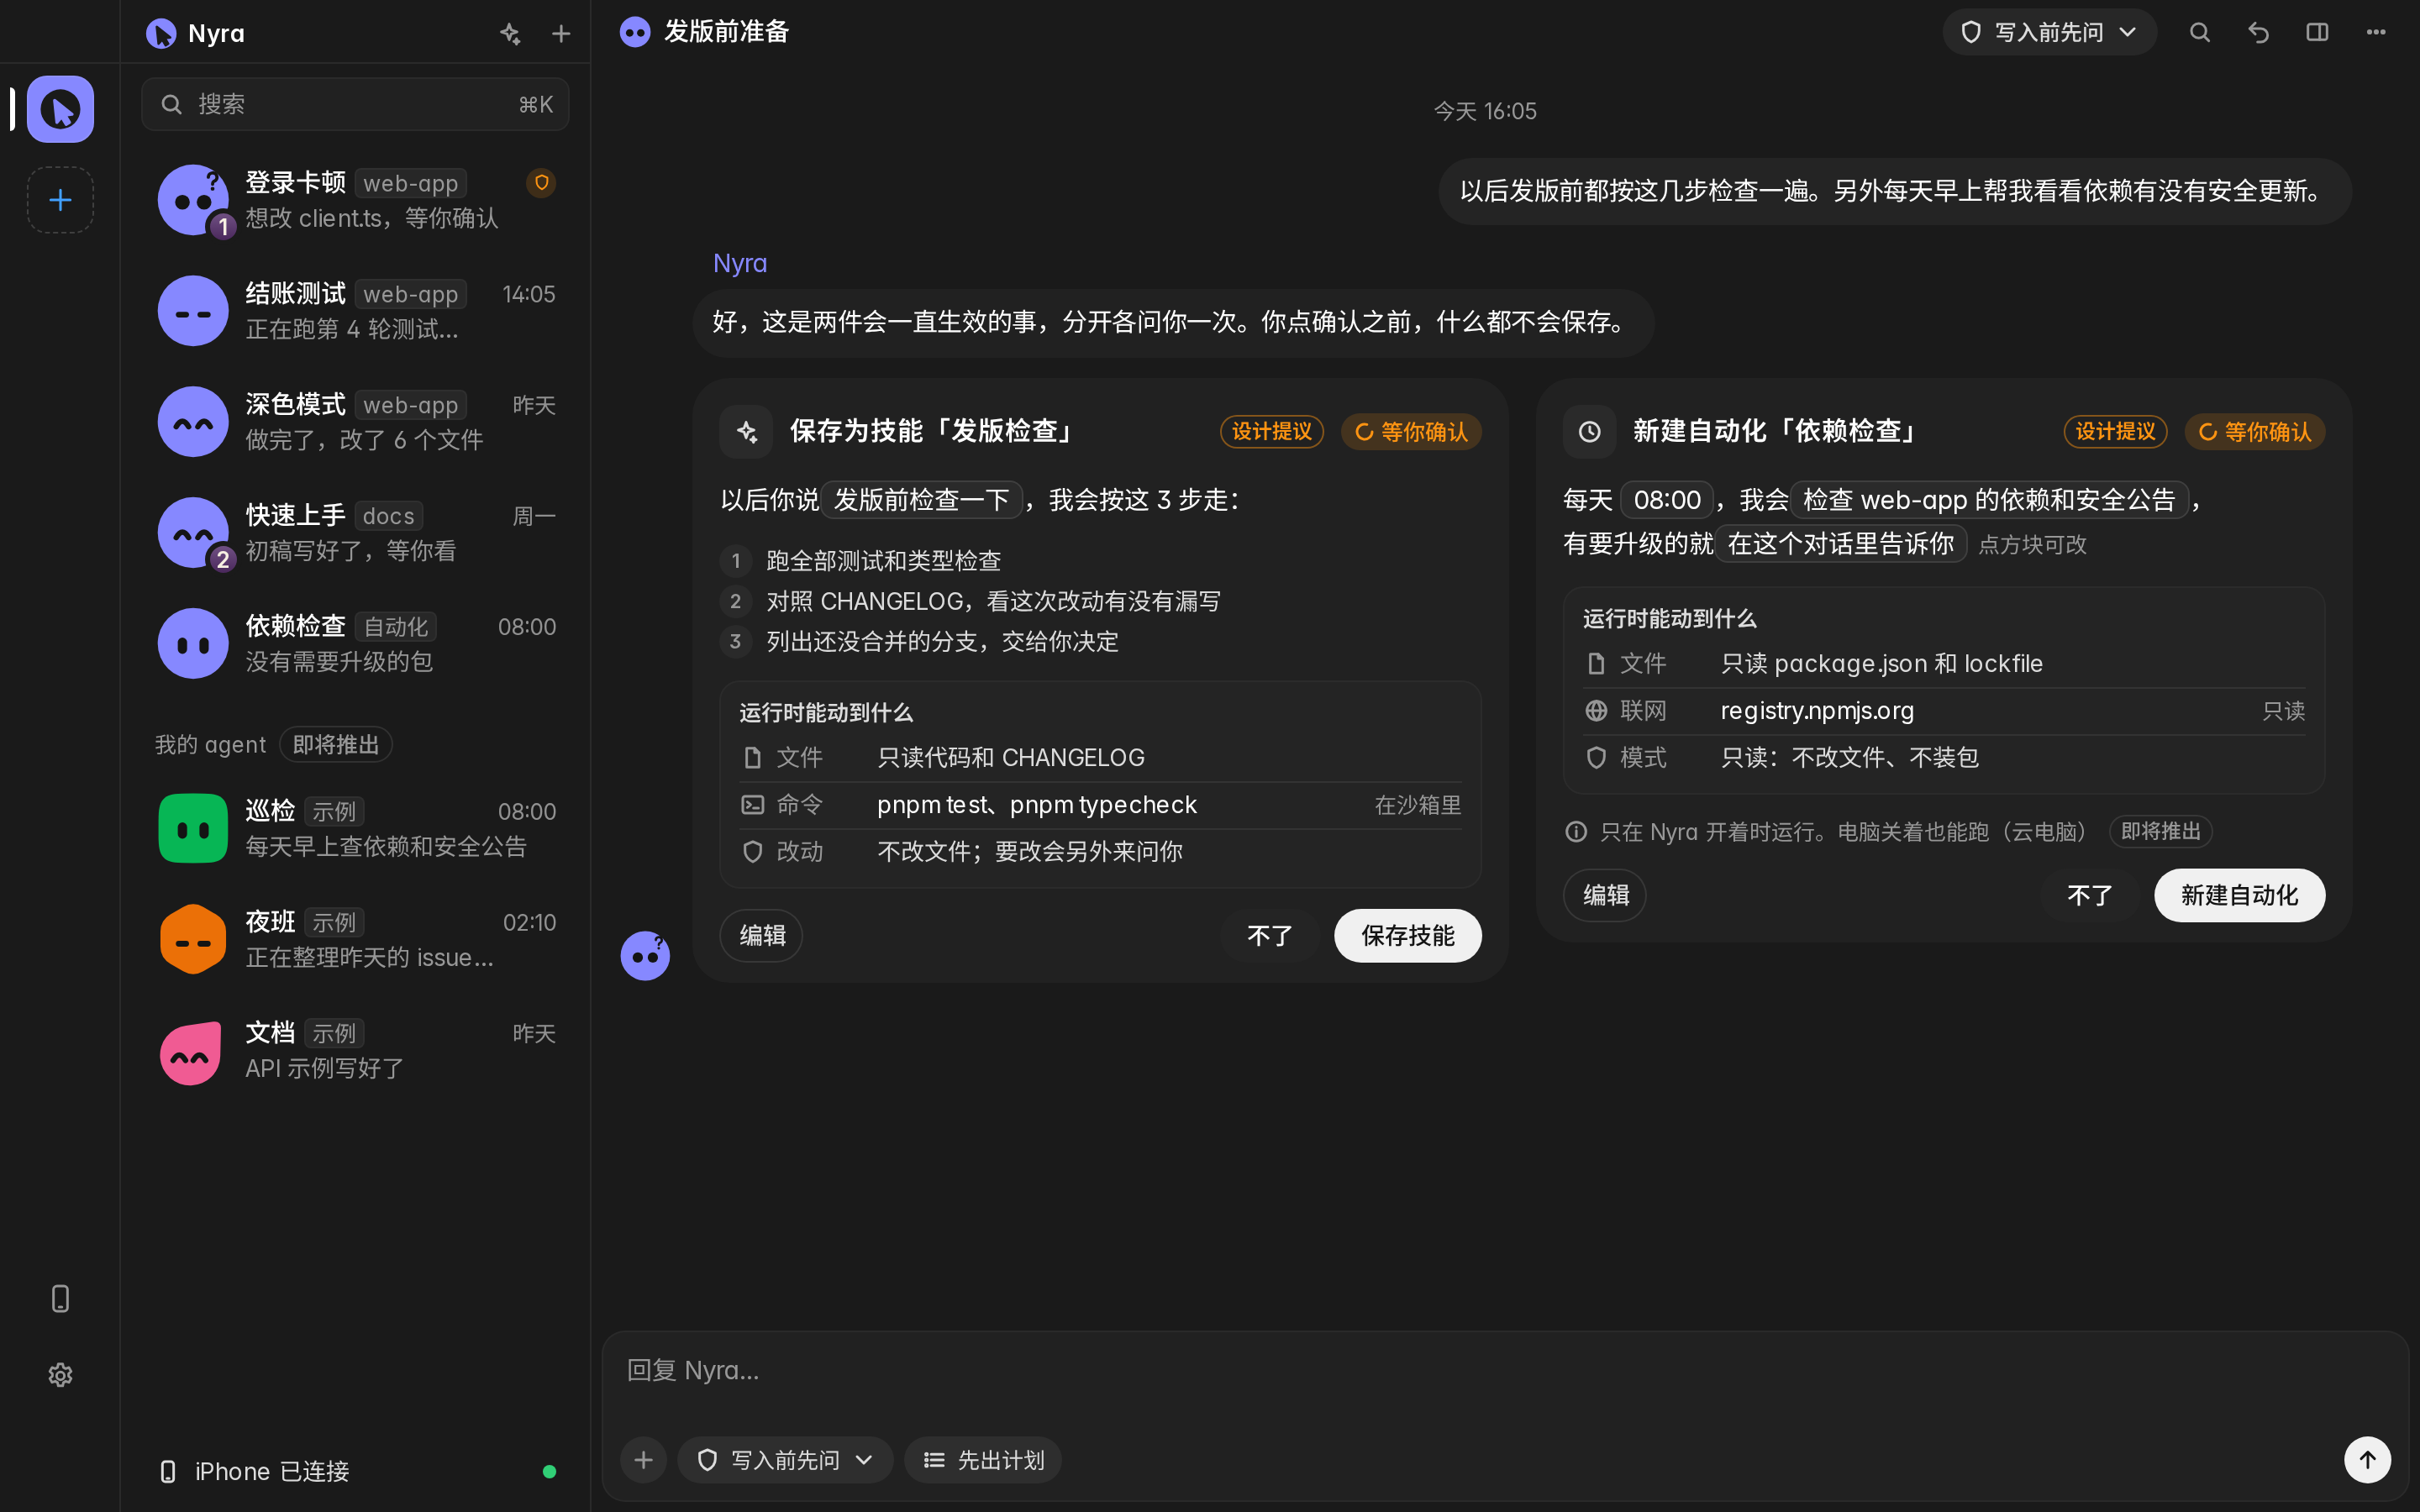 Nyra
搜索 ⌘K
登录卡顿 web-app
想改 client.ts，等你确认
1
结账测试 web-app 14:05
正在跑第 4 轮测试…
深色模式 web-app 昨天
做完了，改了 6 个文件
快速上手 docs 周一
初稿写好了，等你看
2
依赖检查 自动化 08:00
没有需要升级的包
我的 agent 即将推出
巡检 示例 08:00
每天早上查依赖和安全公告
夜班 示例 02:10
正在整理昨天的 issue…
文档 示例 昨天
API 示例写好了
iPhone 已连接
发版前准备 写入前先问
今天 16:05
以后发版前都按这几步检查一遍。另外每天早上帮我看看依赖有没有安全更新。
Nyra
好，这是两件会一直生效的事，分开各问你一次。你点确认之前，什么都不会保存。
保存为技能「发版检查」 设计提议 等你确认
以后你说 发版前检查一下，我会按这 3 步走：
1 跑全部测试和类型检查
2 对照 CHANGELOG，看这次改动有没有漏写
3 列出还没合并的分支，交给你决定
运行时能动到什么
文件 只读代码和 CHANGELOG
命令 pnpm test、pnpm typecheck 在沙箱里
改动 不改文件；要改会另外来问你
编辑 不了 保存技能
?
新建自动化「依赖检查」 设计提议 等你确认
每天 08:00，我会 检查 web-app 的依赖和安全公告，
有要升级的就 在这个对话里告诉你 点方块可改
运行时能动到什么
文件 只读 package.json 和 lockfile
联网 registry.npmjs.org 只读
模式 只读：不改文件、不装包
只在 Nyra 开着时运行。电脑关着也能跑（云电脑） 即将推出
编辑 不了 新建自动化
回复 Nyra...
写入前先问 先出计划